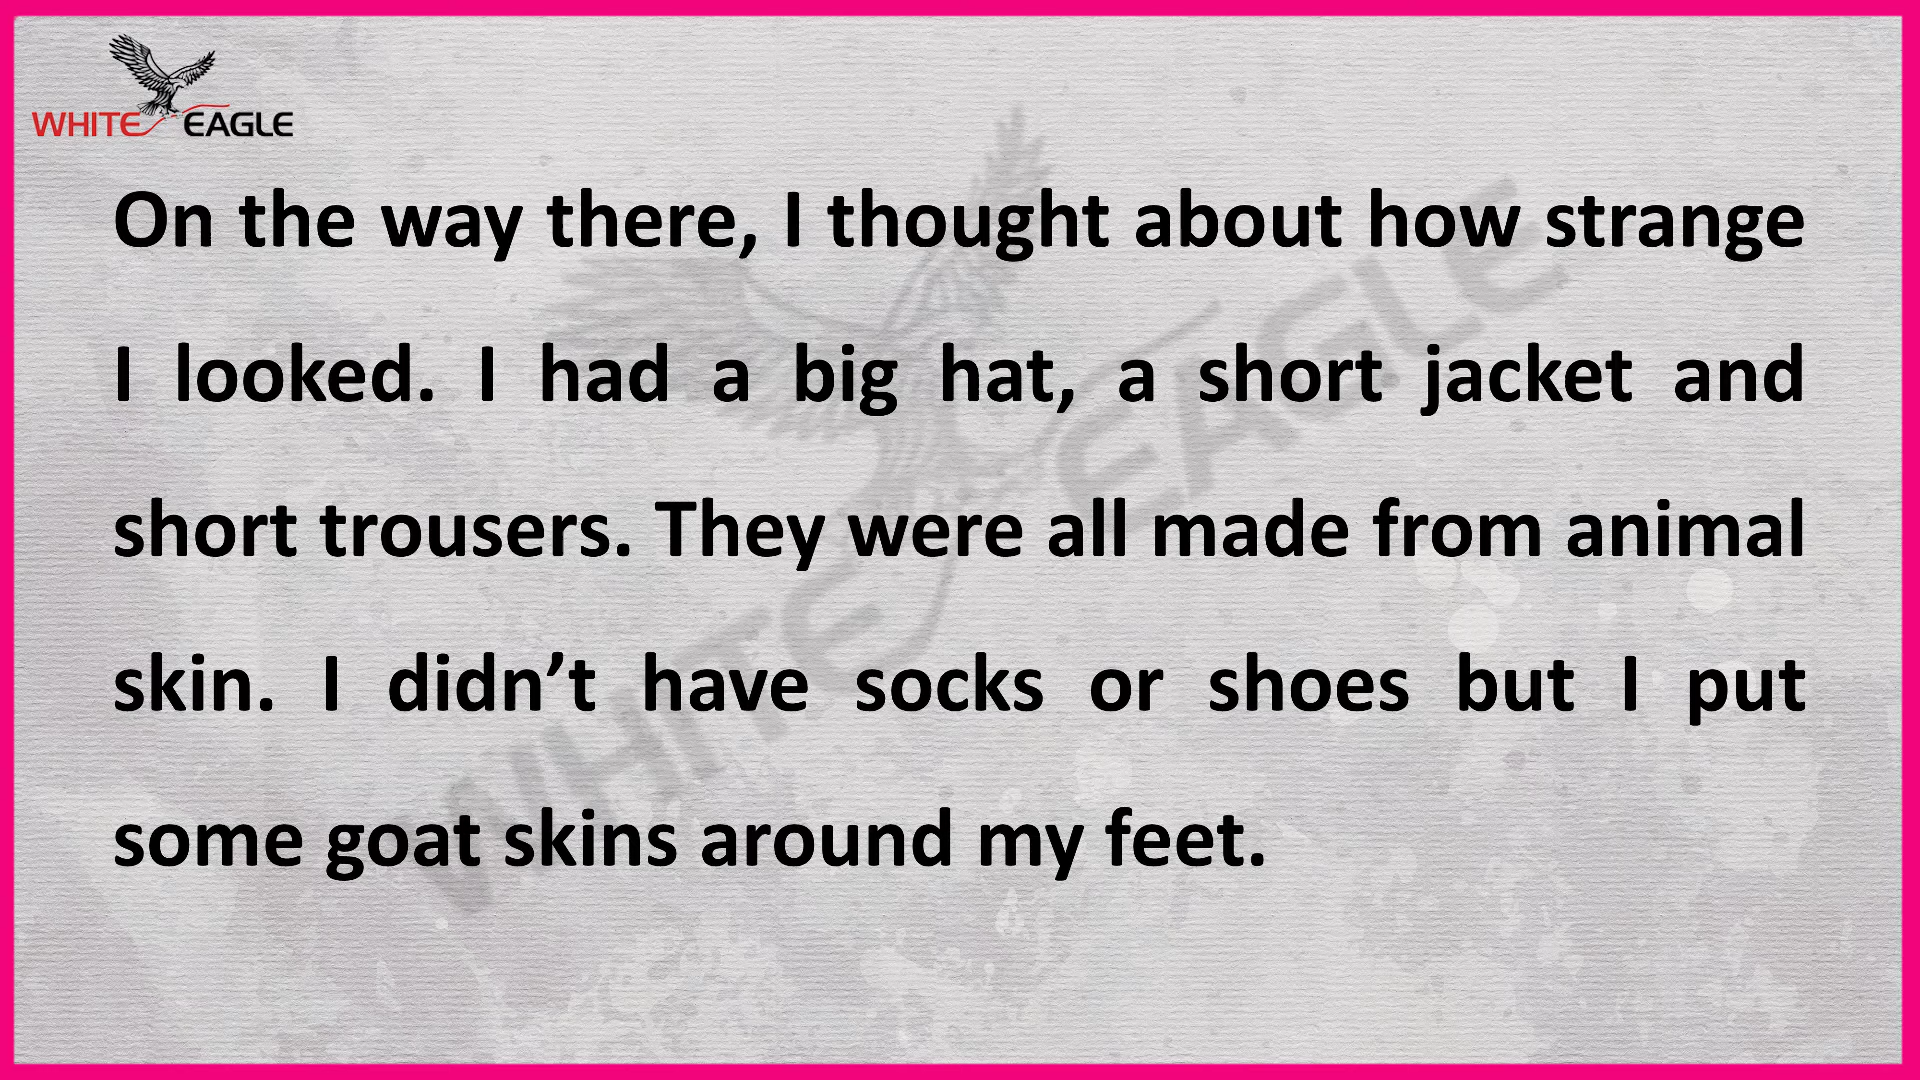 WHITE EAGLE
On the way there, I thought about how strange
I looked. I had a big hat, a short jacket and
short trousers. They were all made from animal
skin. I didn’t have socks or shoes but I put
some goat skins around my feet.
WHITE EAGLE